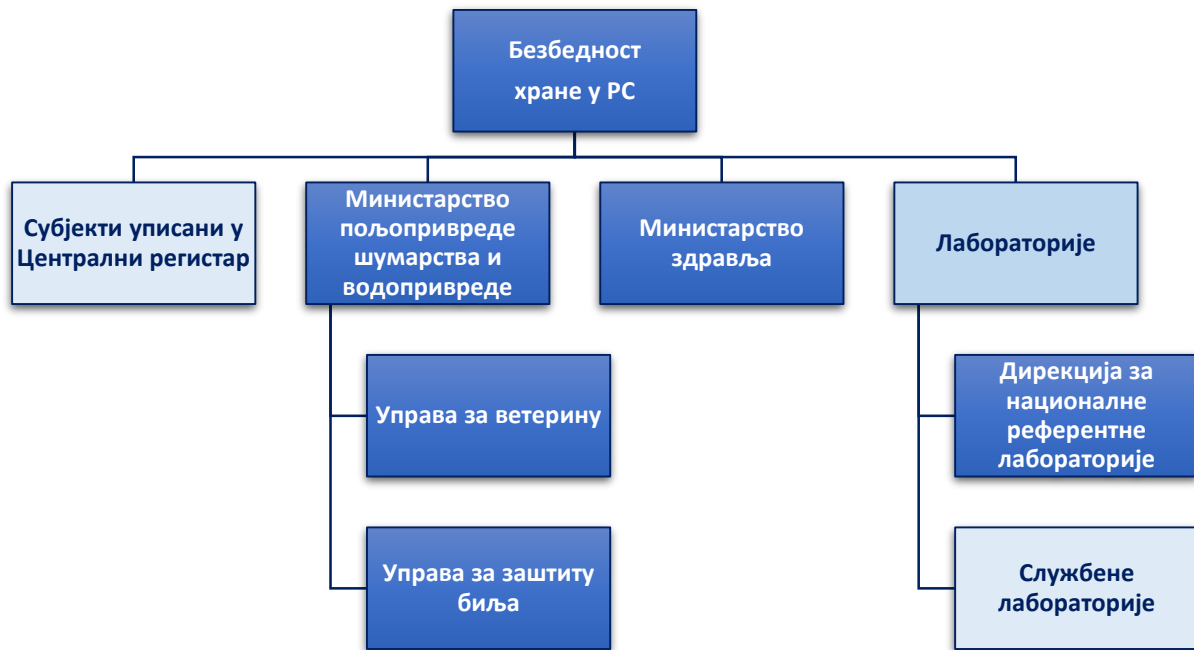 Безбедност
хране у РС
Субјекти уписани у
Централни регистар
Министарство
пољопривреде
шумарства и
водопривреде
Министарство
здравља
Лабораторије
Управа за ветерину
Дирекција за
националне
референтне
лабораторије
Управа за заштиту
биља
Службене
лабораторије